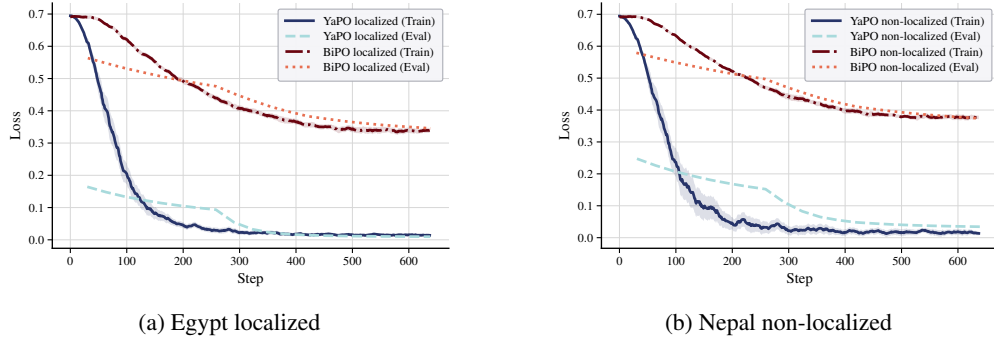 0.7
0.6
0.5
0.4
0.3
0.2
0.1
0.0
Loss
0 100 200 300 400 500 600
Step
YaPO localized (Train)
YaPO localized (Eval)
BiPO localized (Train)
BiPO localized (Eval)
(a) Egypt localized
0.7
0.6
0.5
0.4
0.3
0.2
0.1
0.0
Loss
0 100 200 300 400 500 600
Step
YaPO non-localized (Train)
YaPO non-localized (Eval)
BiPO non-localized (Train)
BiPO non-localized (Eval)
(b) Nepal non-localized